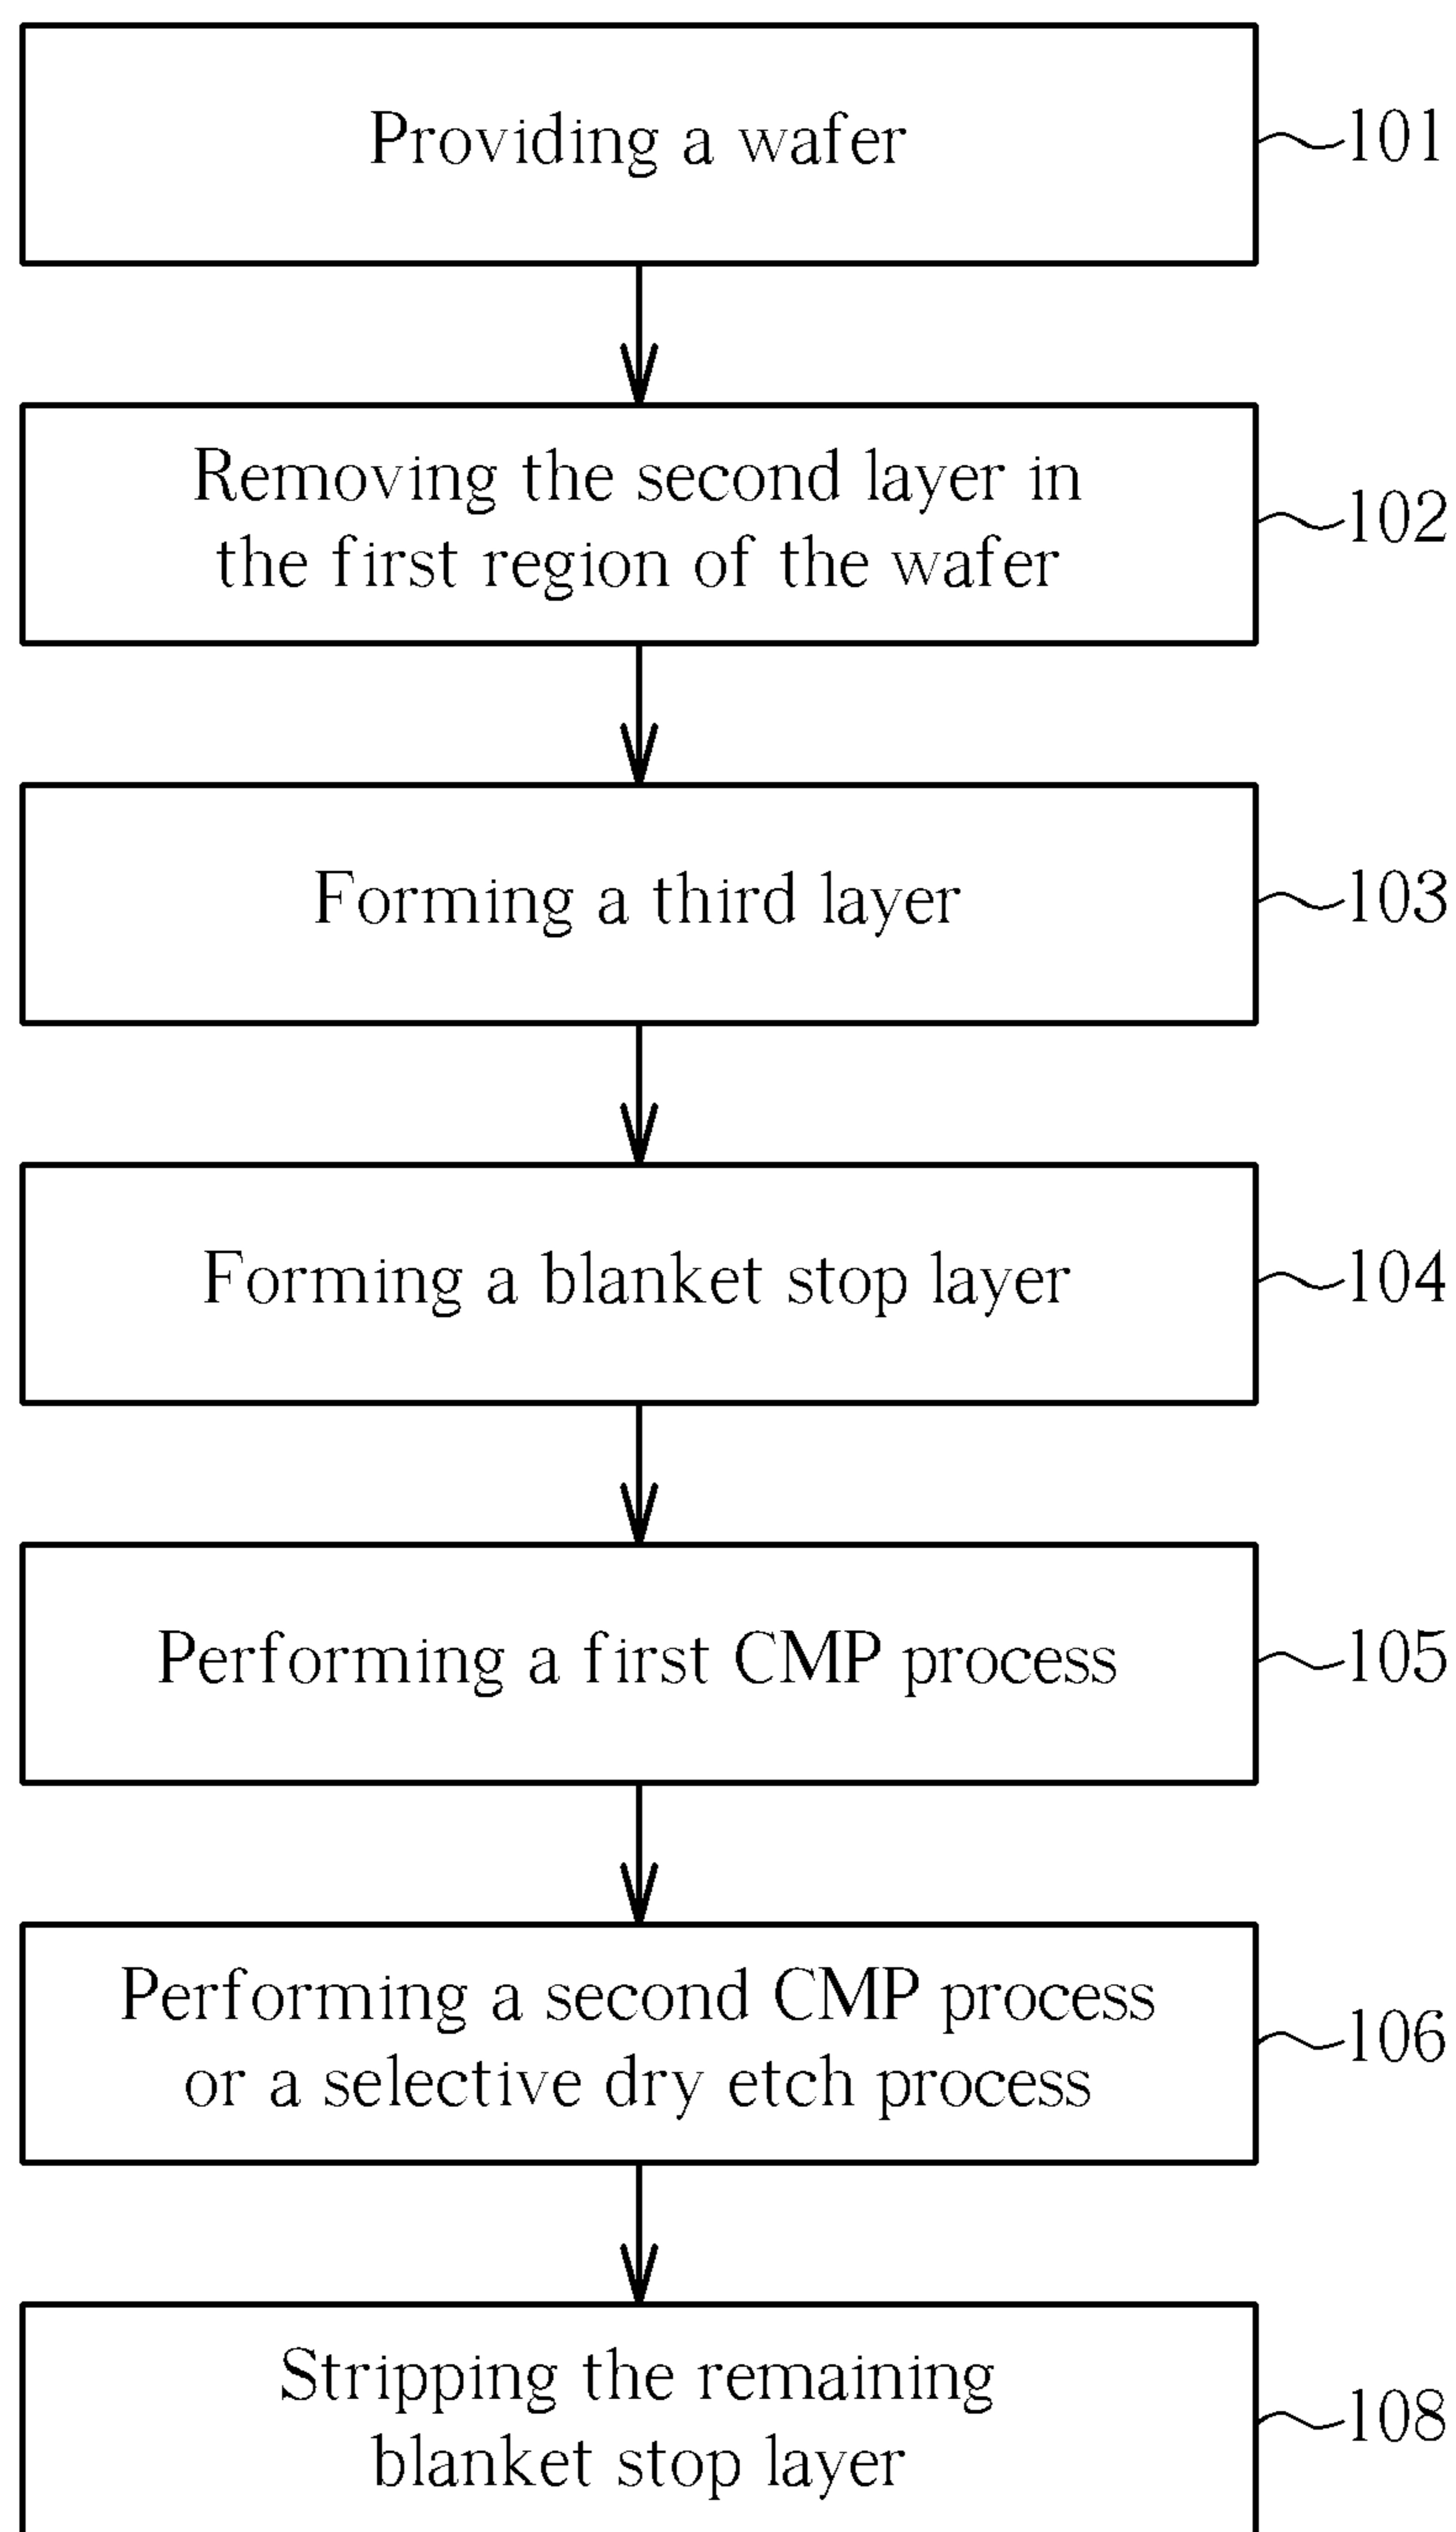 Providing a wafer
101
Removing the second layer in
the first region of the wafer
102
Forming a third layer
103
Forming a blanket stop layer
104
Performing a first CMP process
105
Performing a second CMP process
or a selective dry etch process
106
Stripping the remaining
blanket stop layer
108